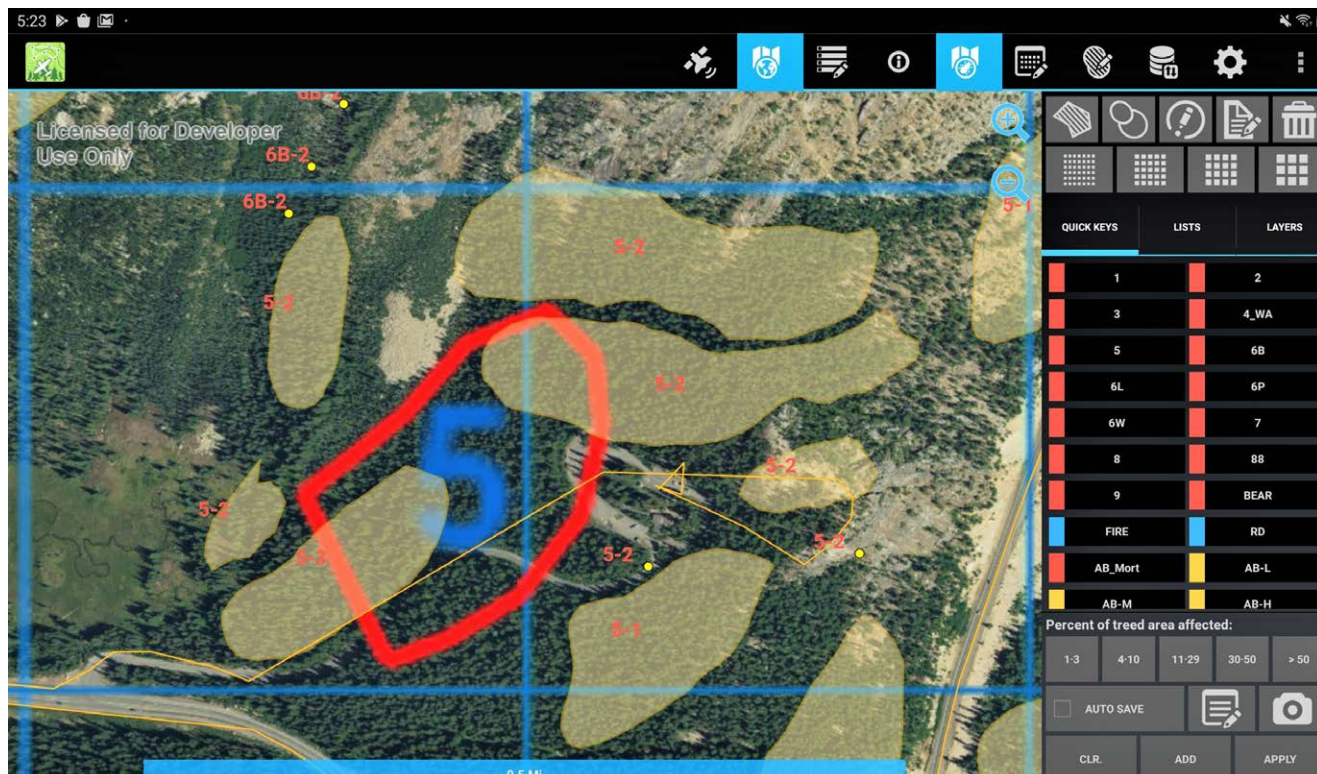 5:23
Licensed for Developer
Use Only
6B-2
6B-2
6B-2
5-1
5-2
5-2
5-2
5-2
5-2
5-2
5-2
5-2
5-1
5
QUICK KEYS LISTS LAYERS
1 2
3 4_WA
5 6B
6L 6P
6W 7
8 88
9 BEAR
FIRE RD
AB_Mort AB-L
AB-M AB-H
Percent of treed area affected:
1-3 4-10 11-29 30-50 > 50
AUTO SAVE
CLR. ADD APPLY
0.5 Mi